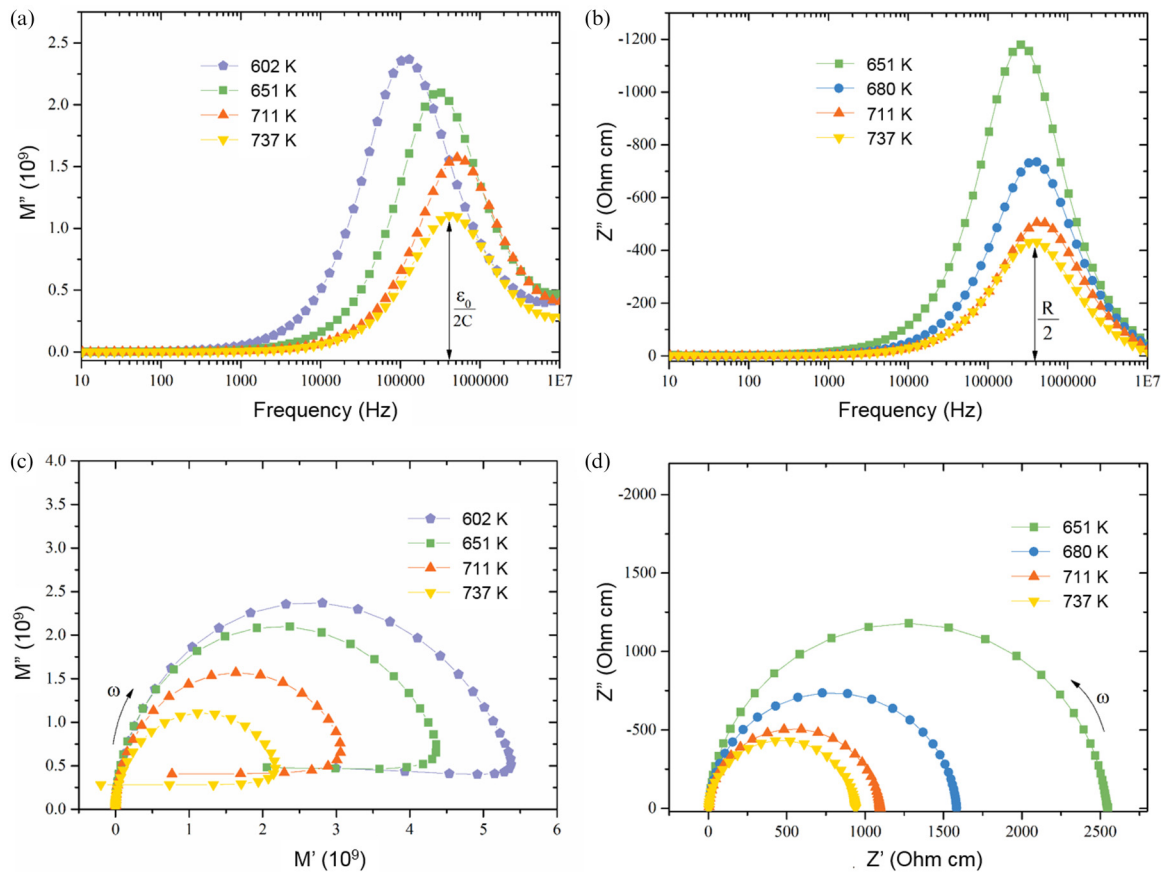 (a)
M” (10⁹)
2.5
2.0
1.5
1.0
0.5
0.0
602 K
651 K
711 K
737 K
ε₀
2C
10 100 1000 10000 100000 1000000 1E7
Frequency (Hz)
(b)
Z” (Ohm cm)
-1200
-1000
-800
-600
-400
-200
0
651 K
680 K
711 K
737 K
R
2
10 100 1000 10000 100000 1000000 1E7
Frequency (Hz)
(c)
M” (10⁹)
4.0
3.5
3.0
2.5
2.0
1.5
1.0
0.5
0.0
602 K
651 K
711 K
737 K
ω
0 1 2 3 4 5 6
M’ (10⁹)
(d)
Z” (Ohm cm)
-2000
-1500
-1000
-500
0
651 K
680 K
711 K
737 K
ω
0 500 1000 1500 2000 2500
Z’ (Ohm cm)